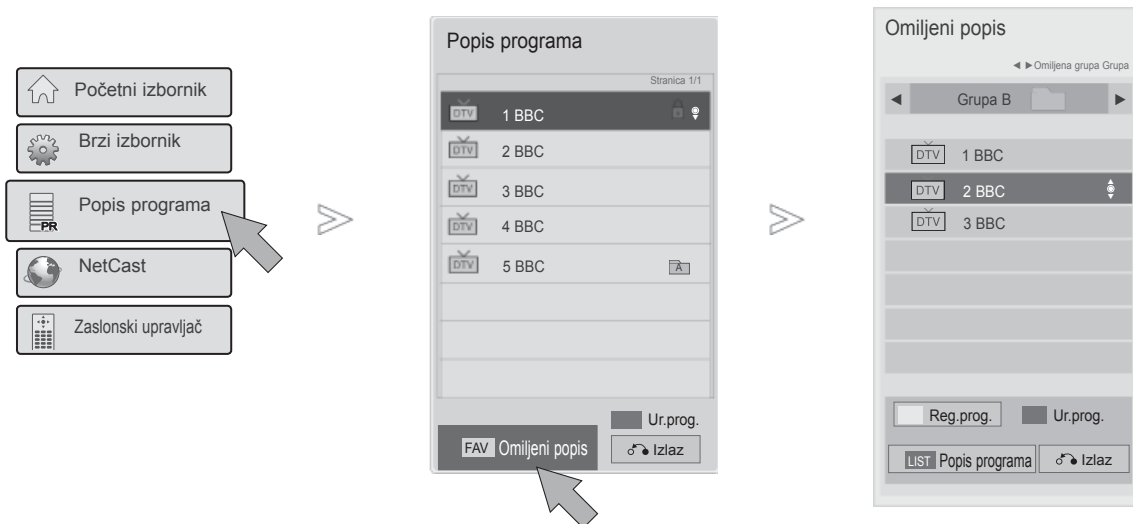 Početni izbornik
Brzi izbornik
PR
Popis programa
NetCast
Zaslonski upravljač
Popis programa
Stranica 1/1
DTV 1 BBC
DTV 2 BBC
DTV 3 BBC
DTV 4 BBC
DTV 5 BBC A
Ur.prog.
FAV Omiljeni popis
Izlaz
Omiljeni popis
◄ ►Omiljena grupa Grupa
◄ Grupa B ►
DTV 1 BBC
DTV 2 BBC
DTV 3 BBC
Reg.prog. Ur.prog.
LIST Popis programa Izlaz